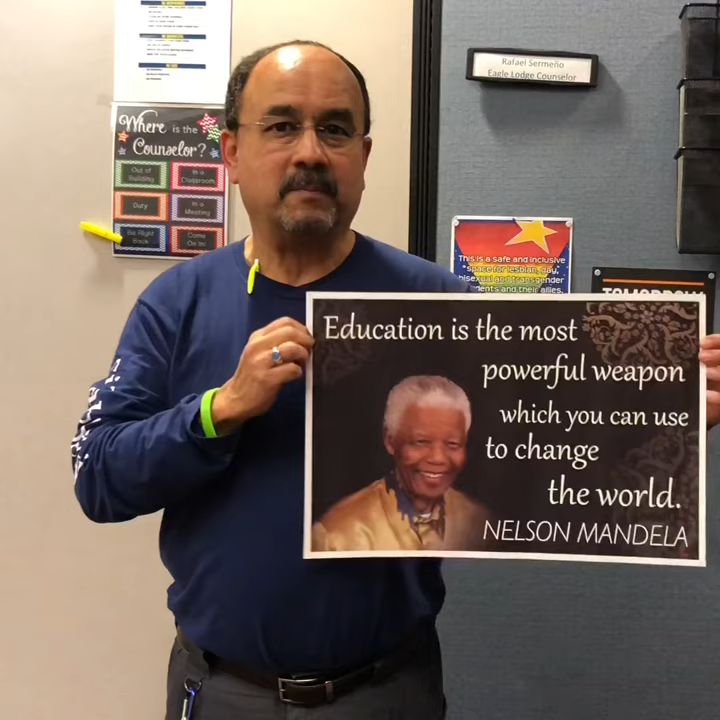 Where is the
Counselor?
Out of
Building
In a
Classroom
Duty
In a
Meeting
Be Right
Back
Come
On In!
Rafael Sermeño
Eagle Lodge Counselor
This is a safe and inclusive
space for lesbian, gay,
bisexual and transgender
and their allies.
TOMORROW
Education is the most
powerful weapon
which you can use
to change
the world.
NELSON MANDELA